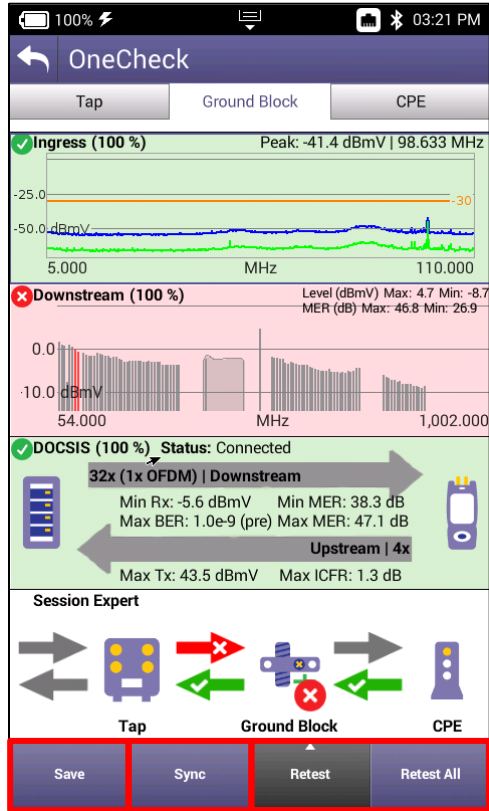 100% 03:21 PM
OneCheck
Tap Ground Block CPE
Ingress (100 %) Peak: -41.4 dBmV | 98.633 MHz
-25.0
-30
-50.0 dBmV
5.000 MHz 110.000
Downstream (100 %) Level (dBmV) Max: 4.7 Min: -8.7
MER (dB) Max: 46.8 Min: 26.9
0.0
-10.0 dBmV
54.000 MHz 1,002.000
DOCSIS (100 %) Status: Connected
32x (1x OFDM) | Downstream
Min Rx: -5.6 dBmV Min MER: 38.3 dB
Max BER: 1.0e-9 (pre) Max MER: 47.1 dB
Upstream | 4x
Max Tx: 43.5 dBmV Max ICFR: 1.3 dB
Session Expert
Tap Ground Block CPE
Save Sync Retest Retest All